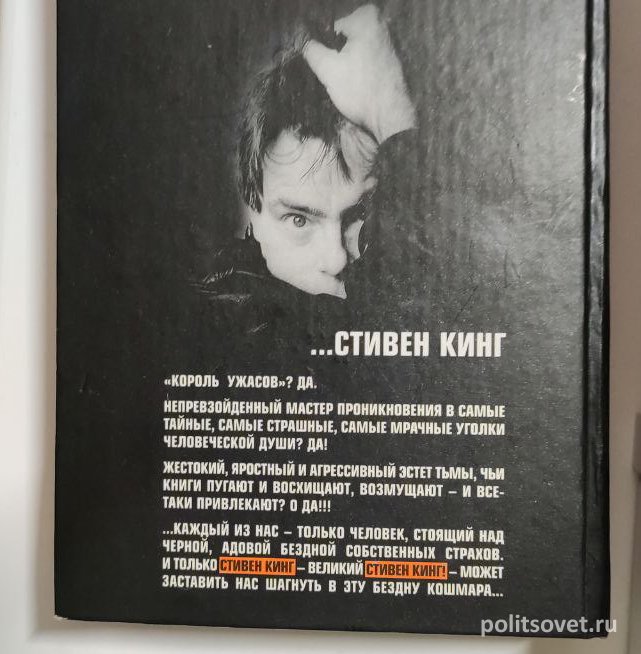 ...СТИВЕН КИНГ
«КОРОЛЬ УЖАСОВ»? ДА.
НЕПРЕВЗОЙДЕННЫЙ МАСТЕР ПРОНИКНОВЕНИЯ В САМЫЕ
ТАЙНЫЕ, САМЫЕ СТРАШНЫЕ, САМЫЕ МРАЧНЫЕ УГОЛКИ
ЧЕЛОВЕЧЕСКОЙ ДУШИ? ДА!
ЖЕСТОКИЙ, ЯРОСТНЫЙ И АГРЕССИВНЫЙ ЭСТЕТ ТЬМЫ, ЧЬИ
КНИГИ ПУГАЮТ И ВОСХИЩАЮТ, ВОЗМУЩАЮТ – И ВСЕ-
ТАКИ ПРИВЛЕКАЮТ? О ДА!!!
...КАЖДЫЙ ИЗ НАС – ТОЛЬКО ЧЕЛОВЕК, СТОЯЩИЙ НАД
ЧЕРНОЙ, АДОВОЙ БЕЗДНОЙ СОБСТВЕННЫХ СТРАХОВ.
И ТОЛЬКО СТИВЕН КИНГ – ВЕЛИКИЙ СТИВЕН КИНГ! – МОЖЕТ
ЗАСТАВИТЬ НАС ШАГНУТЬ В ЭТУ БЕЗДНУ КОШМАРА...
politsovet.ru